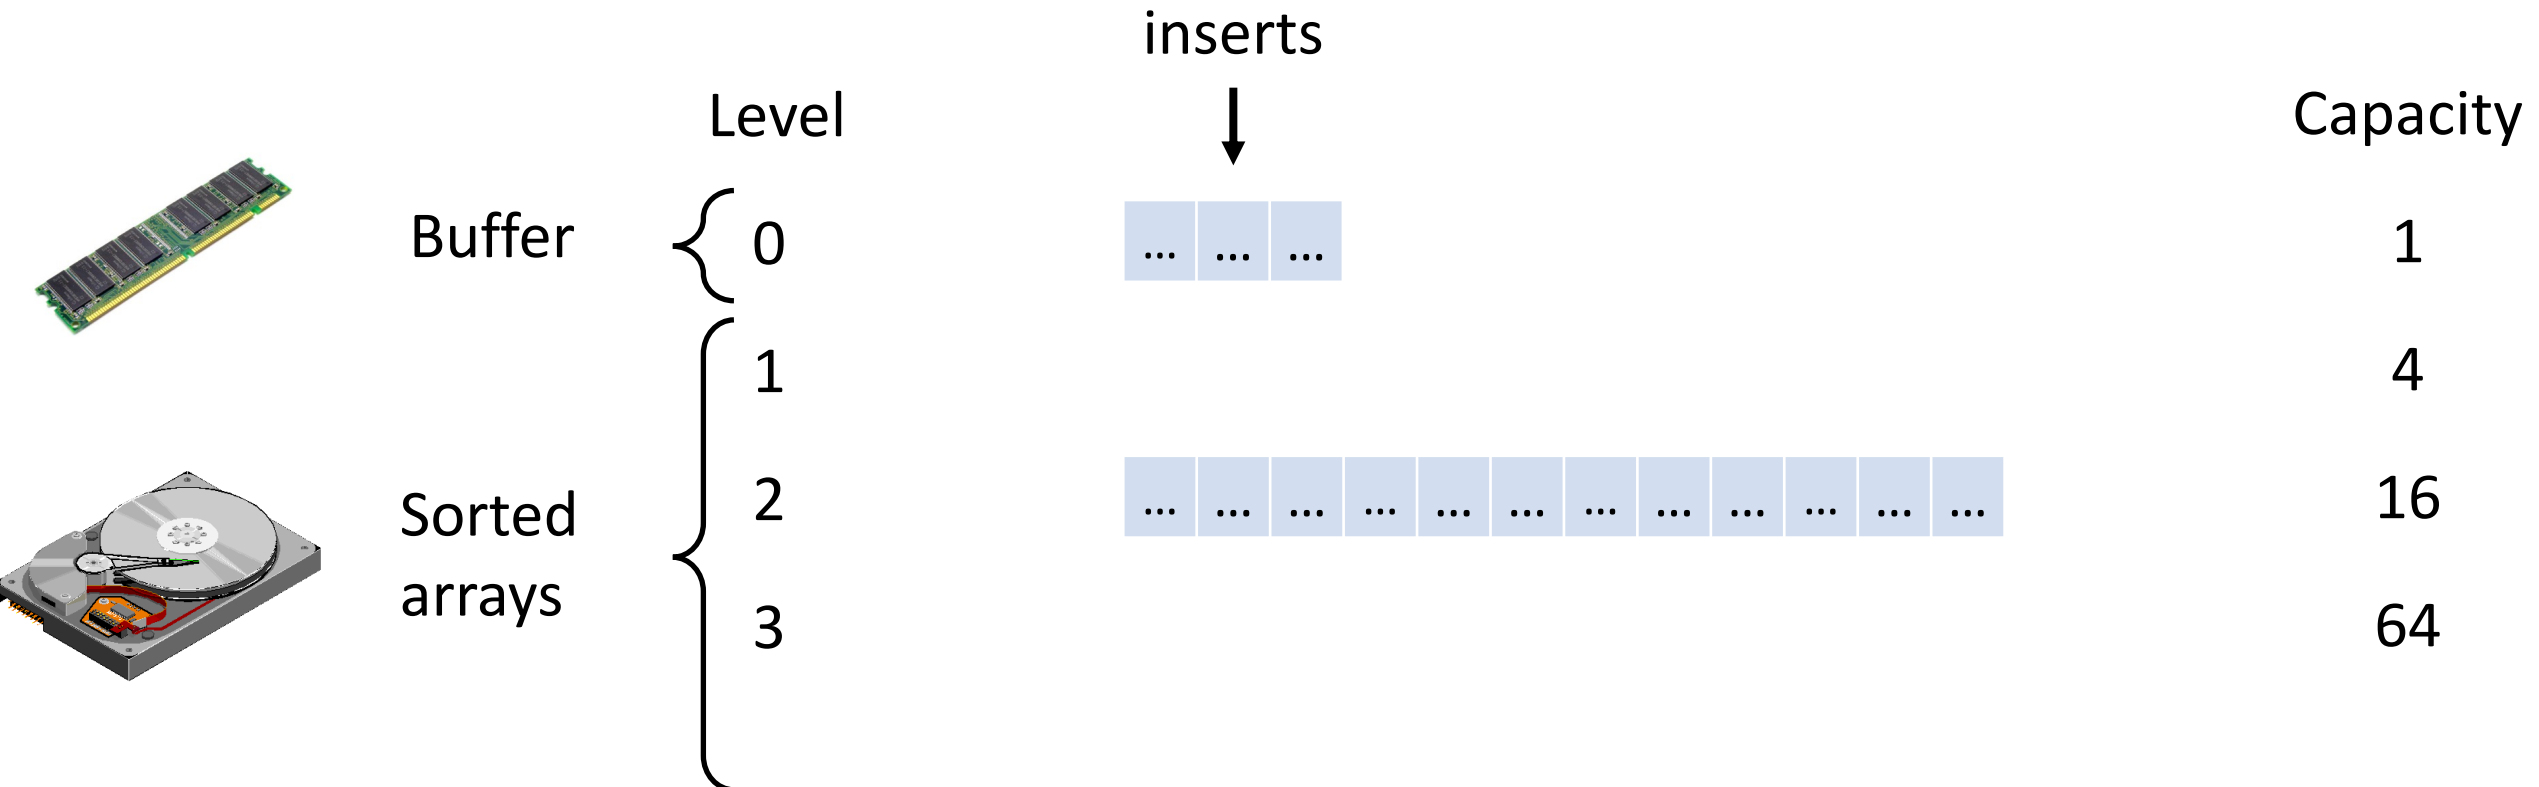 inserts
Level
Capacity
Buffer
0
... ... ...
1
1
4
Sorted
arrays
2
... ... ... ... ... ... ... ... ... ... ... ...
16
3
64